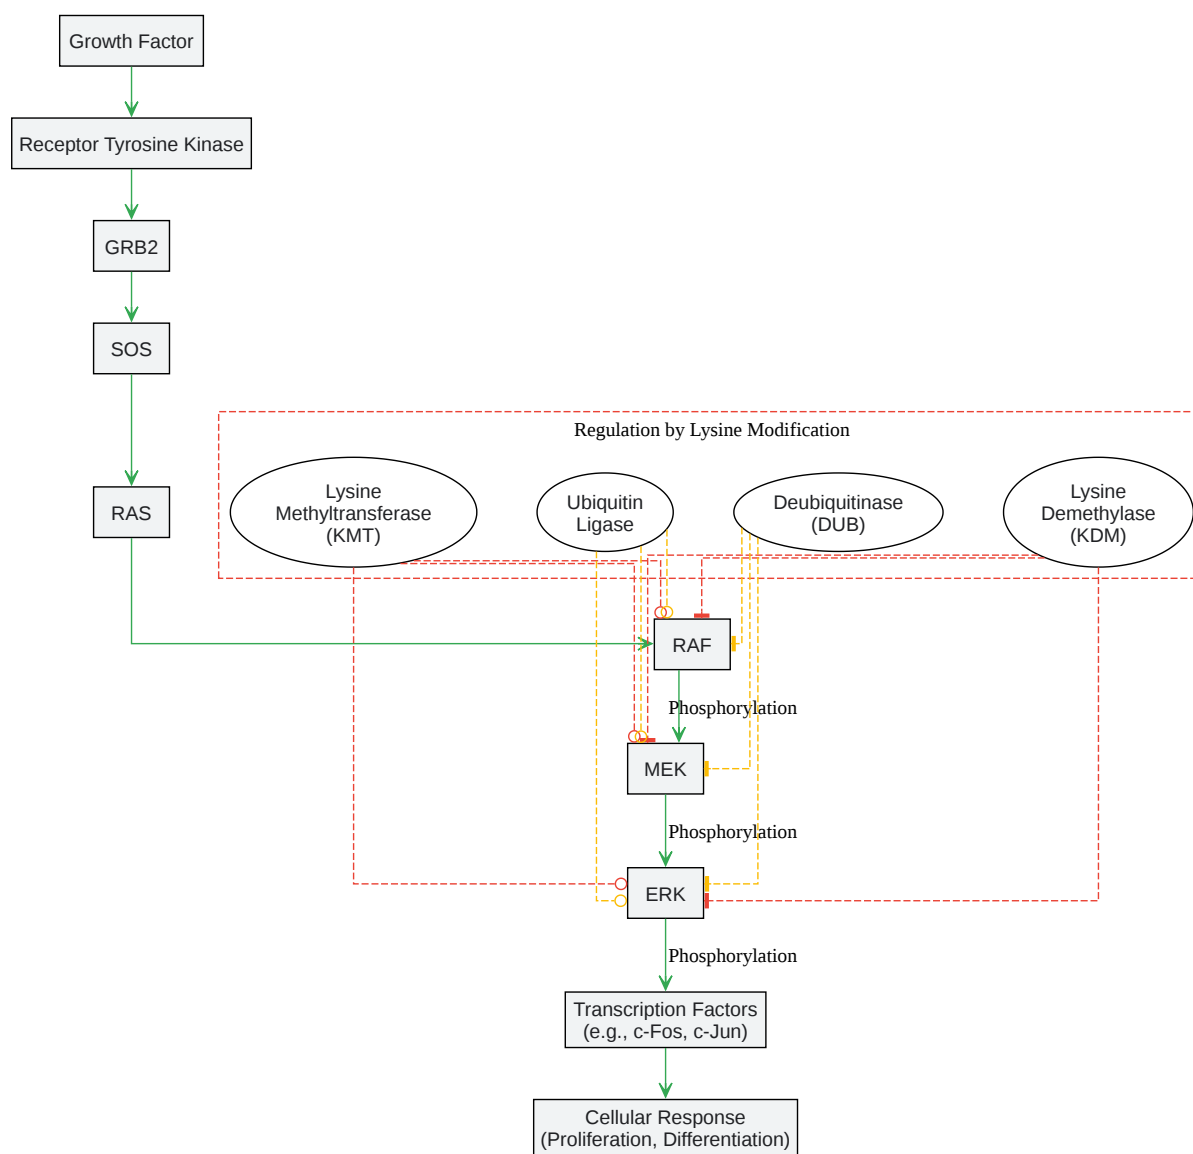 Growth Factor
Receptor Tyrosine Kinase
GRB2
SOS
Regulation by Lysine Modification
Lysine
Methyltransferase
(KMT)
Ubiquitin
Ligase
Deubiquitinase
(DUB)
Lysine
Demethylase
(KDM)
RAS
RAF
Phosphorylation
MEK
Phosphorylation
ERK
Phosphorylation
Transcription Factors
(e.g., c-Fos, c-Jun)
Cellular Response
(Proliferation, Differentiation)